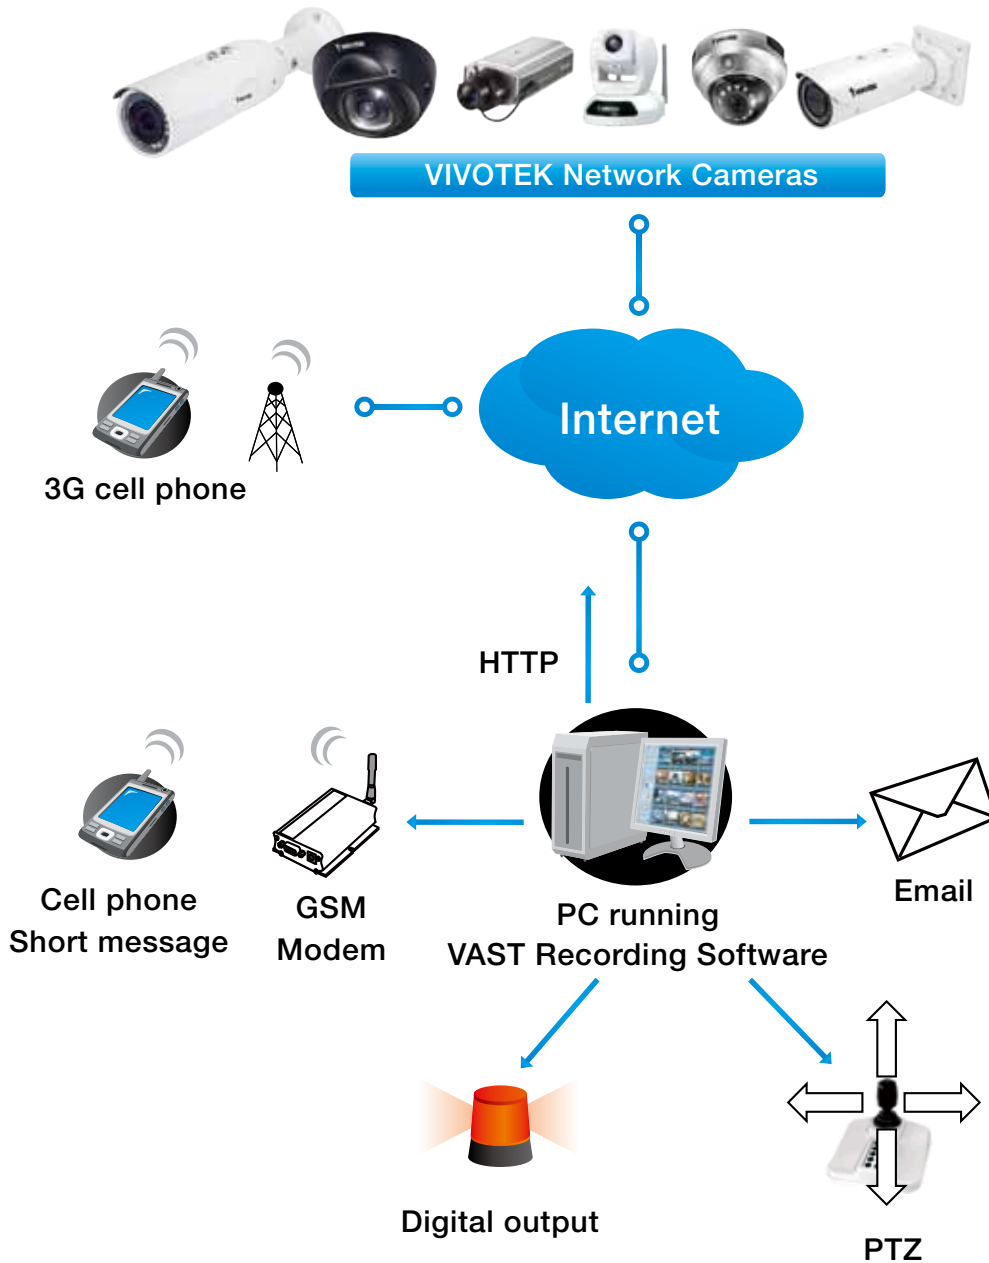 VIVOTEK Network Cameras
Internet
3G cell phone
HTTP
Cell phone
Short message
GSM
Modem
PC running
VAST Recording Software
Email
Digital output
PTZ